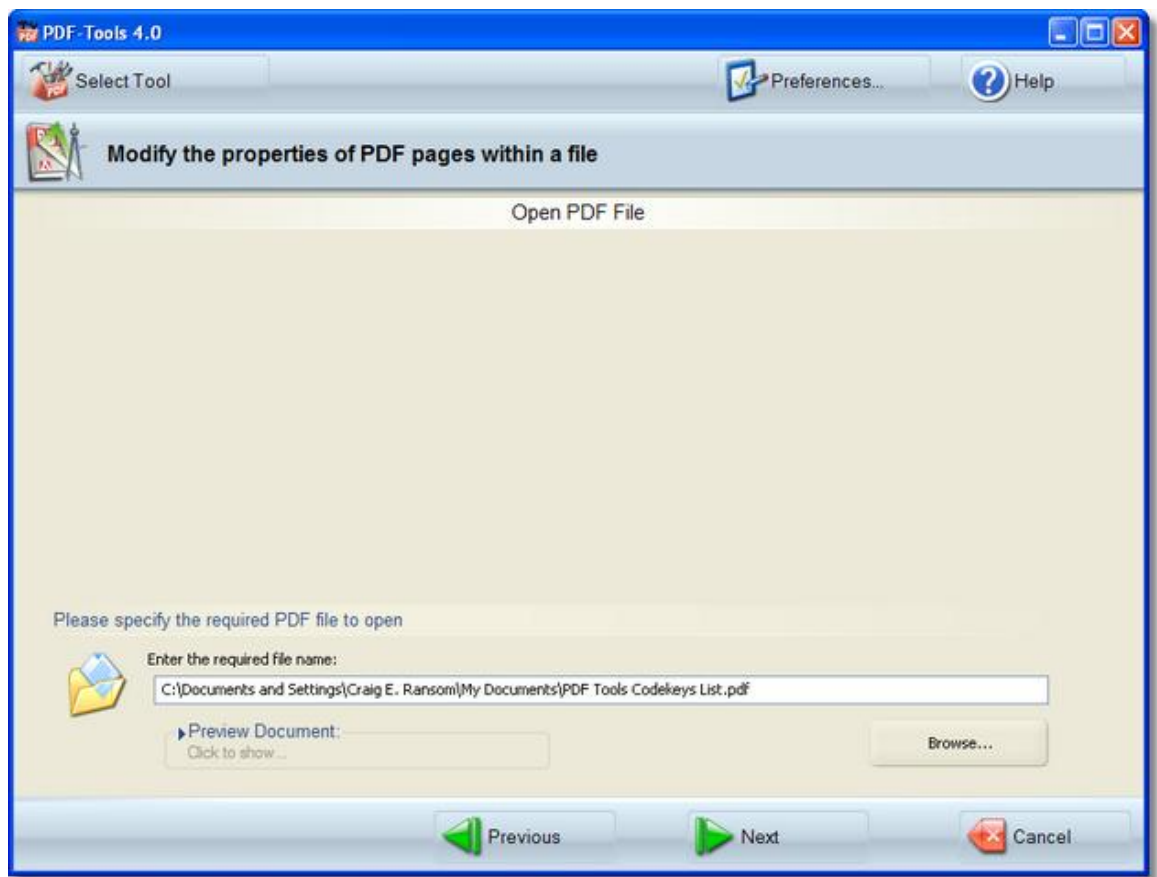 PDF-Tools 4.0
Select Tool Preferences... Help
Modify the properties of PDF pages within a file
Open PDF File
Please specify the required PDF file to open
Enter the required file name:
C:\Documents and Settings\Craig E. Ransom\My Documents\PDF Tools Codekeys List.pdf
Preview Document:
Click to show...
Browse...
Previous Next Cancel